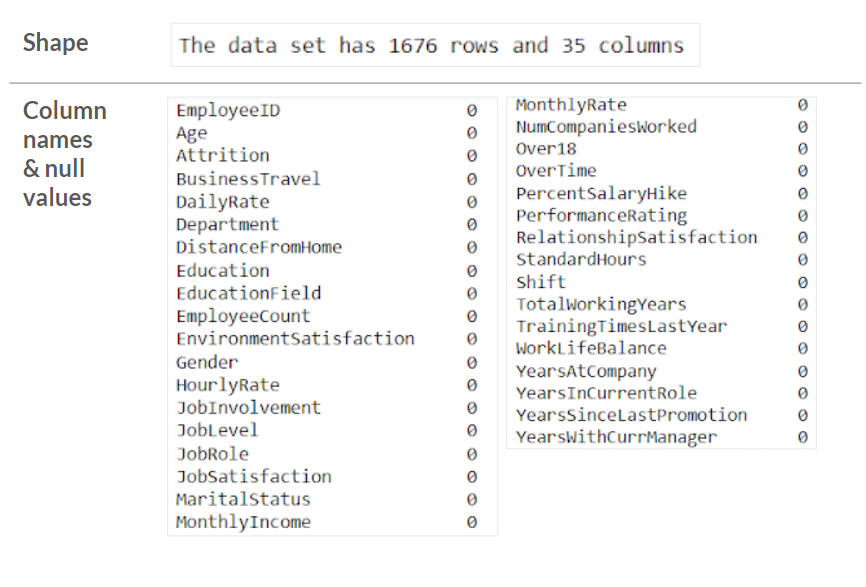 Shape
The data set has 1676 rows and 35 columns
Column
names
& null
values
EmployeeID 0
Age 0
Attrition 0
BusinessTravel 0
DailyRate 0
Department 0
DistanceFromHome 0
Education 0
EducationField 0
EmployeeCount 0
EnvironmentSatisfaction 0
Gender 0
HourlyRate 0
JobInvolvement 0
JobLevel 0
JobRole 0
JobSatisfaction 0
MaritalStatus 0
MonthlyIncome 0
MonthlyRate 0
NumCompaniesWorked 0
Over18 0
OverTime 0
PercentSalaryHike 0
PerformanceRating 0
RelationshipSatisfaction 0
StandardHours 0
Shift 0
TotalWorkingYears 0
TrainingTimesLastYear 0
WorkLifeBalance 0
YearsAtCompany 0
YearsInCurrentRole 0
YearsSinceLastPromotion 0
YearsWithCurrManager 0